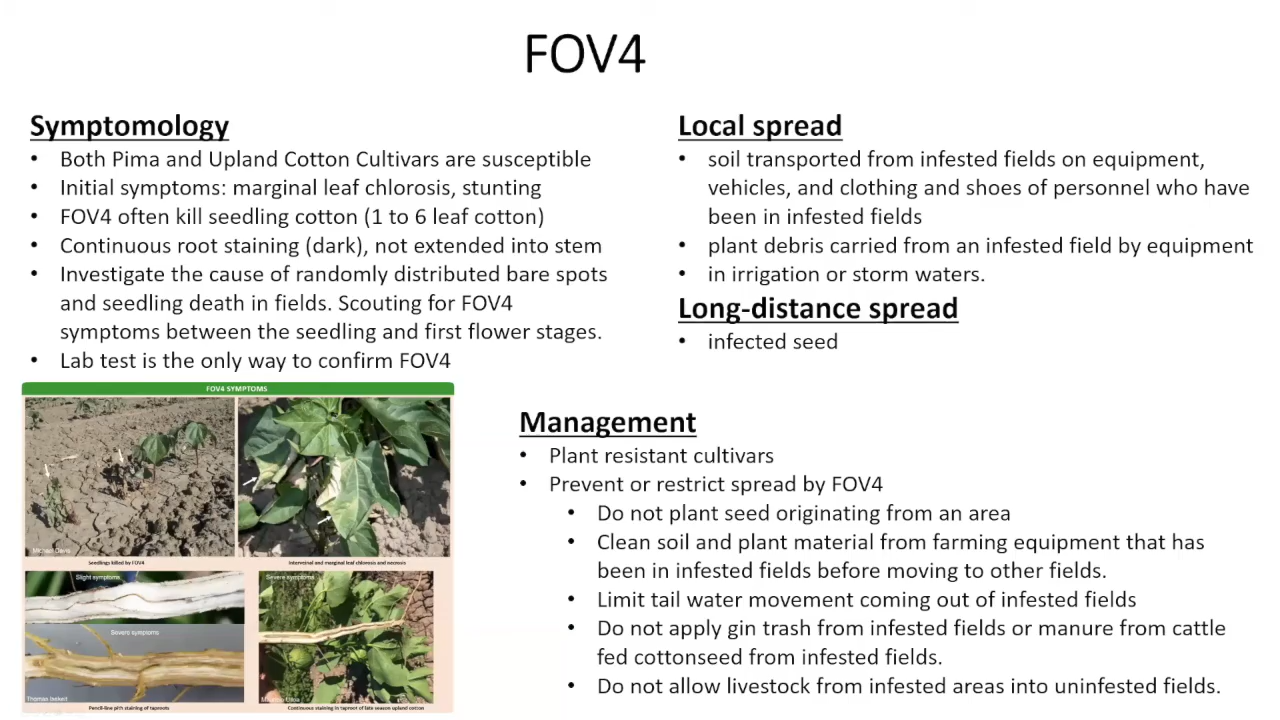 FOV4
Symptomology
• Both Pima and Upland Cotton Cultivars are susceptible
• Initial symptoms: marginal leaf chlorosis, stunting
• FOV4 often kill seedling cotton (1 to 6 leaf cotton)
• Continuous root staining (dark), not extended into stem
• Investigate the cause of randomly distributed bare spots
and seedling death in fields. Scouting for FOV4
symptoms between the seedling and first flower stages.
• Lab test is the only way to confirm FOV4
FOV4 SYMPTOMS
Michael Davis
Seedlings killed by FOV4
Interveinal and marginal leaf chlorosis and necrosis
Slight symptoms
Severe symptoms
Thomas Isakeit
Pencil-line pith staining of taproots
Severe symptoms
Continuous staining in taproot of late season upland cotton
Local spread
• soil transported from infested fields on equipment,
vehicles, and clothing and shoes of personnel who have
been in infested fields
• plant debris carried from an infested field by equipment
• in irrigation or storm waters.
Long-distance spread
• infected seed
Management
• Plant resistant cultivars
• Prevent or restrict spread by FOV4
• Do not plant seed originating from an area
• Clean soil and plant material from farming equipment that has
been in infested fields before moving to other fields.
• Limit tail water movement coming out of infested fields
• Do not apply gin trash from infested fields or manure from cattle
fed cottonseed from infested fields.
• Do not allow livestock from infested areas into uninfested fields.